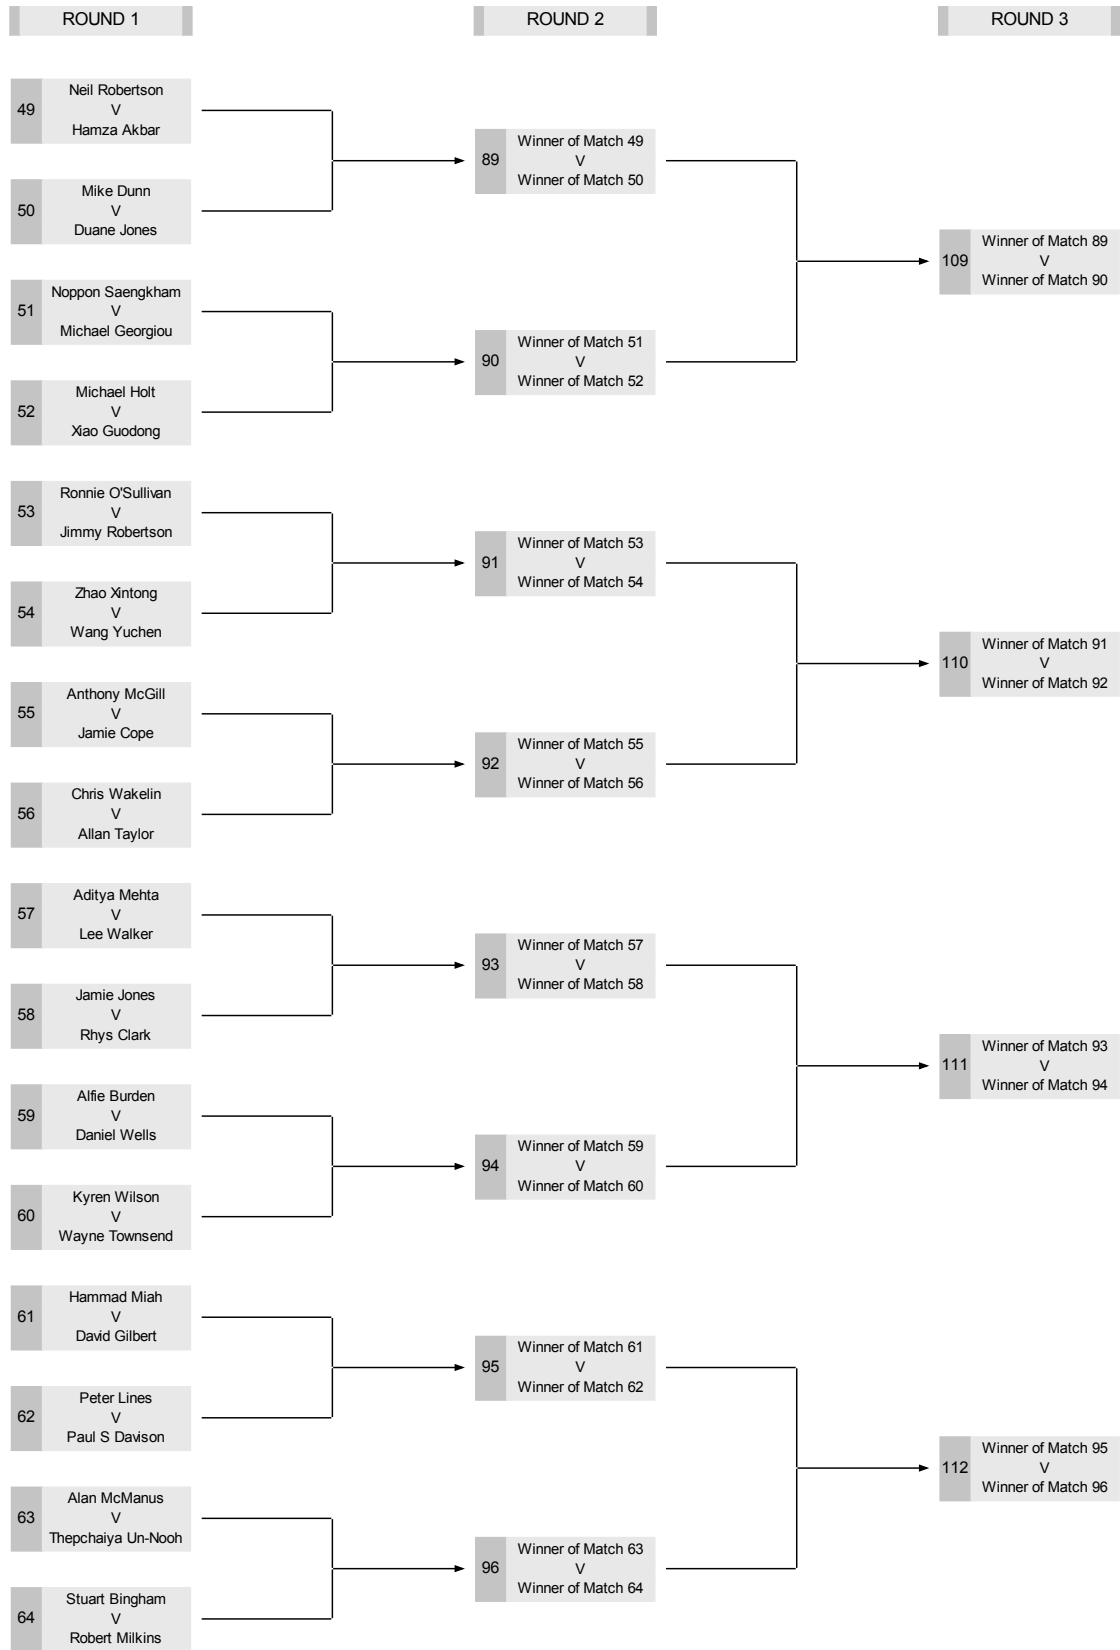 ROUND 1
ROUND 2
ROUND 3
49
Neil Robertson
V
Hamza Akbar
50
Mike Dunn
V
Duane Jones
51
Noppon Saengkham
V
Michael Georgiou
52
Michael Holt
V
Xiao Guodong
53
Ronnie O'Sullivan
V
Jimmy Robertson
54
Zhao Xintong
V
Wang Yuchen
55
Anthony McGill
V
Jamie Cope
56
Chris Wakelin
V
Allan Taylor
57
Aditya Mehta
V
Lee Walker
58
Jamie Jones
V
Rhys Clark
59
Alfie Burden
V
Daniel Wells
60
Kyren Wilson
V
Wayne Townsend
61
Hammad Miah
V
David Gilbert
62
Peter Lines
V
Paul S Davison
63
Alan McManus
V
Thepchaiya Un-Nooh
64
Stuart Bingham
V
Robert Milkins
89
Winner of Match 49
V
Winner of Match 50
90
Winner of Match 51
V
Winner of Match 52
91
Winner of Match 53
V
Winner of Match 54
92
Winner of Match 55
V
Winner of Match 56
93
Winner of Match 57
V
Winner of Match 58
94
Winner of Match 59
V
Winner of Match 60
95
Winner of Match 61
V
Winner of Match 62
96
Winner of Match 63
V
Winner of Match 64
109
Winner of Match 89
V
Winner of Match 90
110
Winner of Match 91
V
Winner of Match 92
111
Winner of Match 93
V
Winner of Match 94
112
Winner of Match 95
V
Winner of Match 96